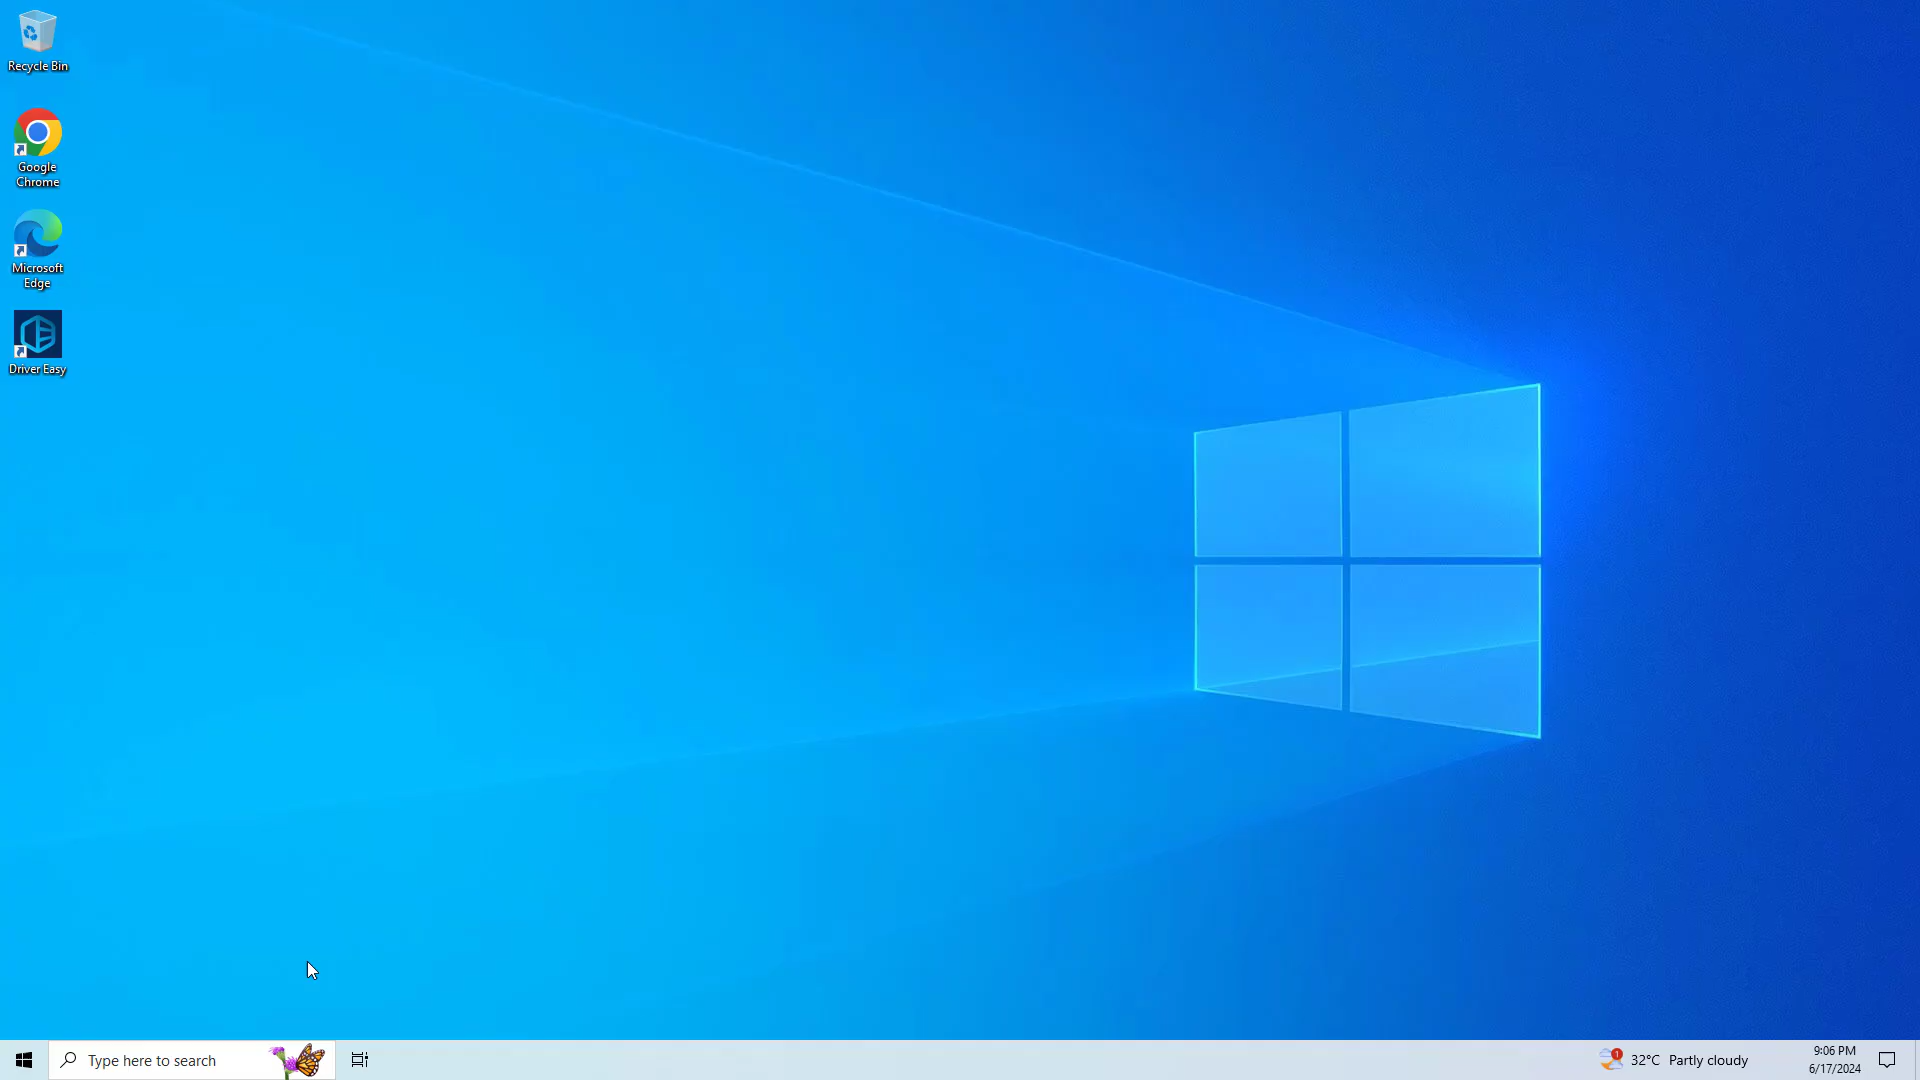 Recycle Bin
Google
Chrome
Microsoft
Edge
Driver Easy
Type here to search
1
32°C Partly cloudy
9:06 PM
6/17/2024